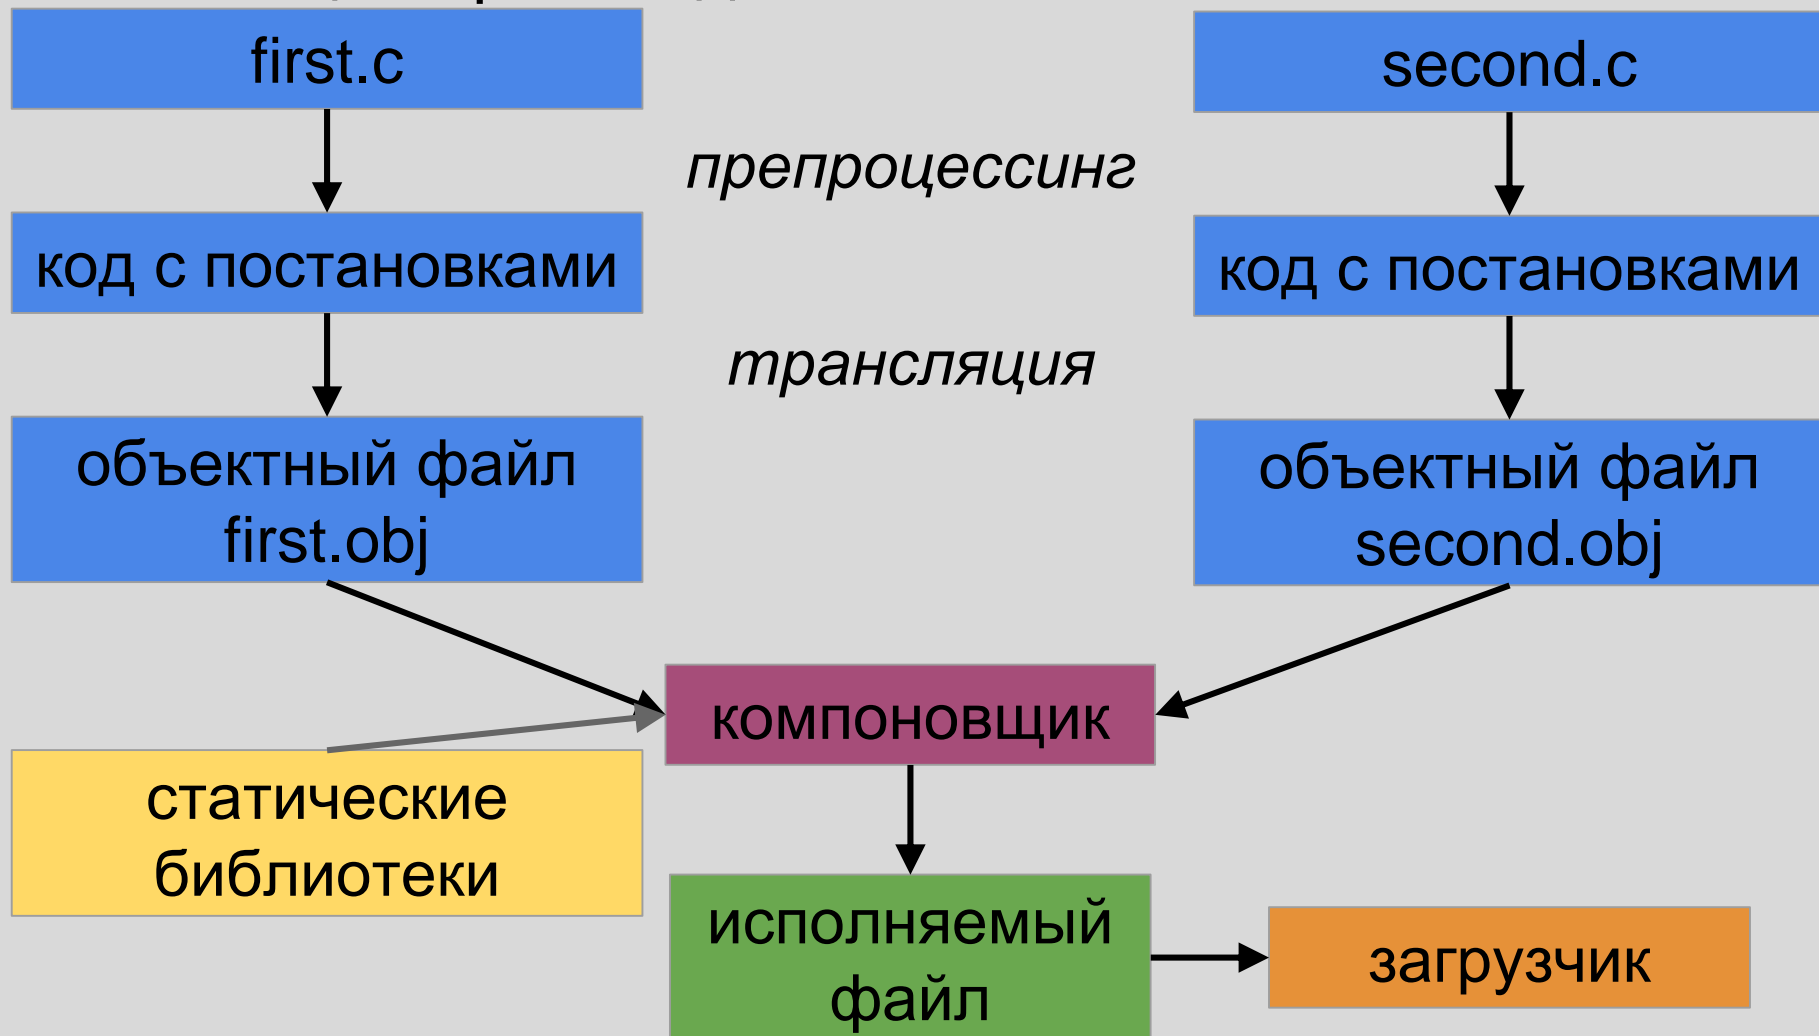 first.c
second.c
препроцессинг
код с постановками
код с постановками
трансляция
объектный файл
first.obj
объектный файл
second.obj
компоновщик
статические
библиотеки
исполняемый
файл
загрузчик